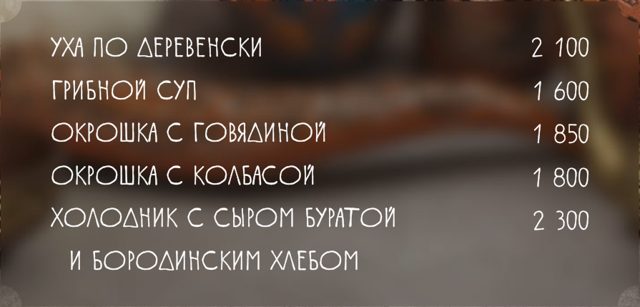 УХА ПО ДЕРЕВЕНСКИ 2 100
ГРИБНОЙ СУП 1 600
ОКРОШКА С ГОВЯДИНОЙ 1 850
ОКРОШКА С КОЛБАСОЙ 1 800
ХОЛОДНИК С СЫРОМ БУРАТОЙ 2 300
И БОРОДИНСКИМ ХЛЕБОМ